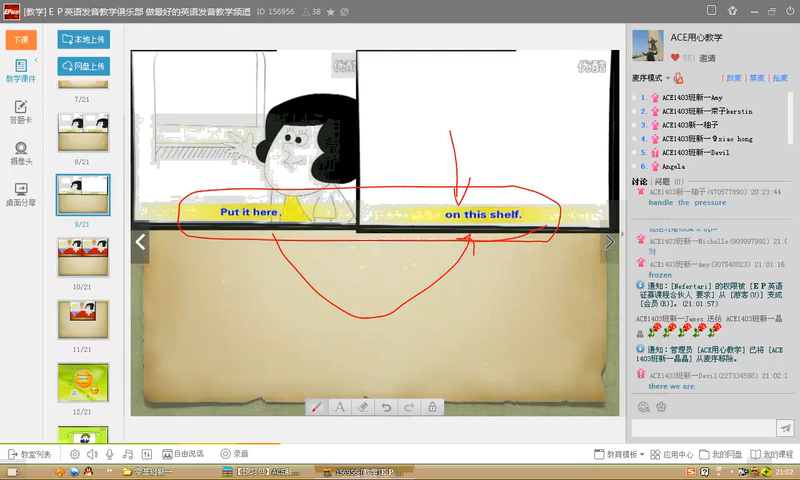 [教学] E P 英语发音教学俱乐部 做最好的英语发音教学频道 ID 156956 38
下课
教学课件
答题卡
摄像头
桌面分享
本地上传
网盘上传
7/21
8/21
9/21
10/21
11/21
12/21
优酷
Put it here.
on this shelf.
ACE用心教学
邀请
麦序模式
放麦 | 禁麦 | 抢麦
1. ACE1403班新一Amy
2. ACE1403班新一荣子kerstin
3. ACE1403新一柚子
4. ACE1403班新一xiao hong
5. ACE1403班新一Devil
6. Angela
讨论 | 问题 (0)
ACE1403新一柚子(470577890) 20:23:44
handle the pressure
ACE1403班新一Michelle(909997992) 21:0
对
ACE1403班新一Amy(307548023) 21:01:16
frozen
通知:[Nefertari] 的权限被 [E P英语
征募课程合伙人 要求] 从 [游客(U)] 变成
[会员(R)]。(21:01:57)
ACE1403班新一James 送给 ACE1403班新一晶
晶
通知: 管理员 [ACE用心教学] 已将 [ACE
1403班新一晶晶] 从麦序移除。
ACE1403班新一Devil(227334598) 21:02:
there we are.
教室列表
自由说话
录音
教育模板
应用中心
我的网盘
我的课程
零基础新一
156956 [教学] E P...
21:02